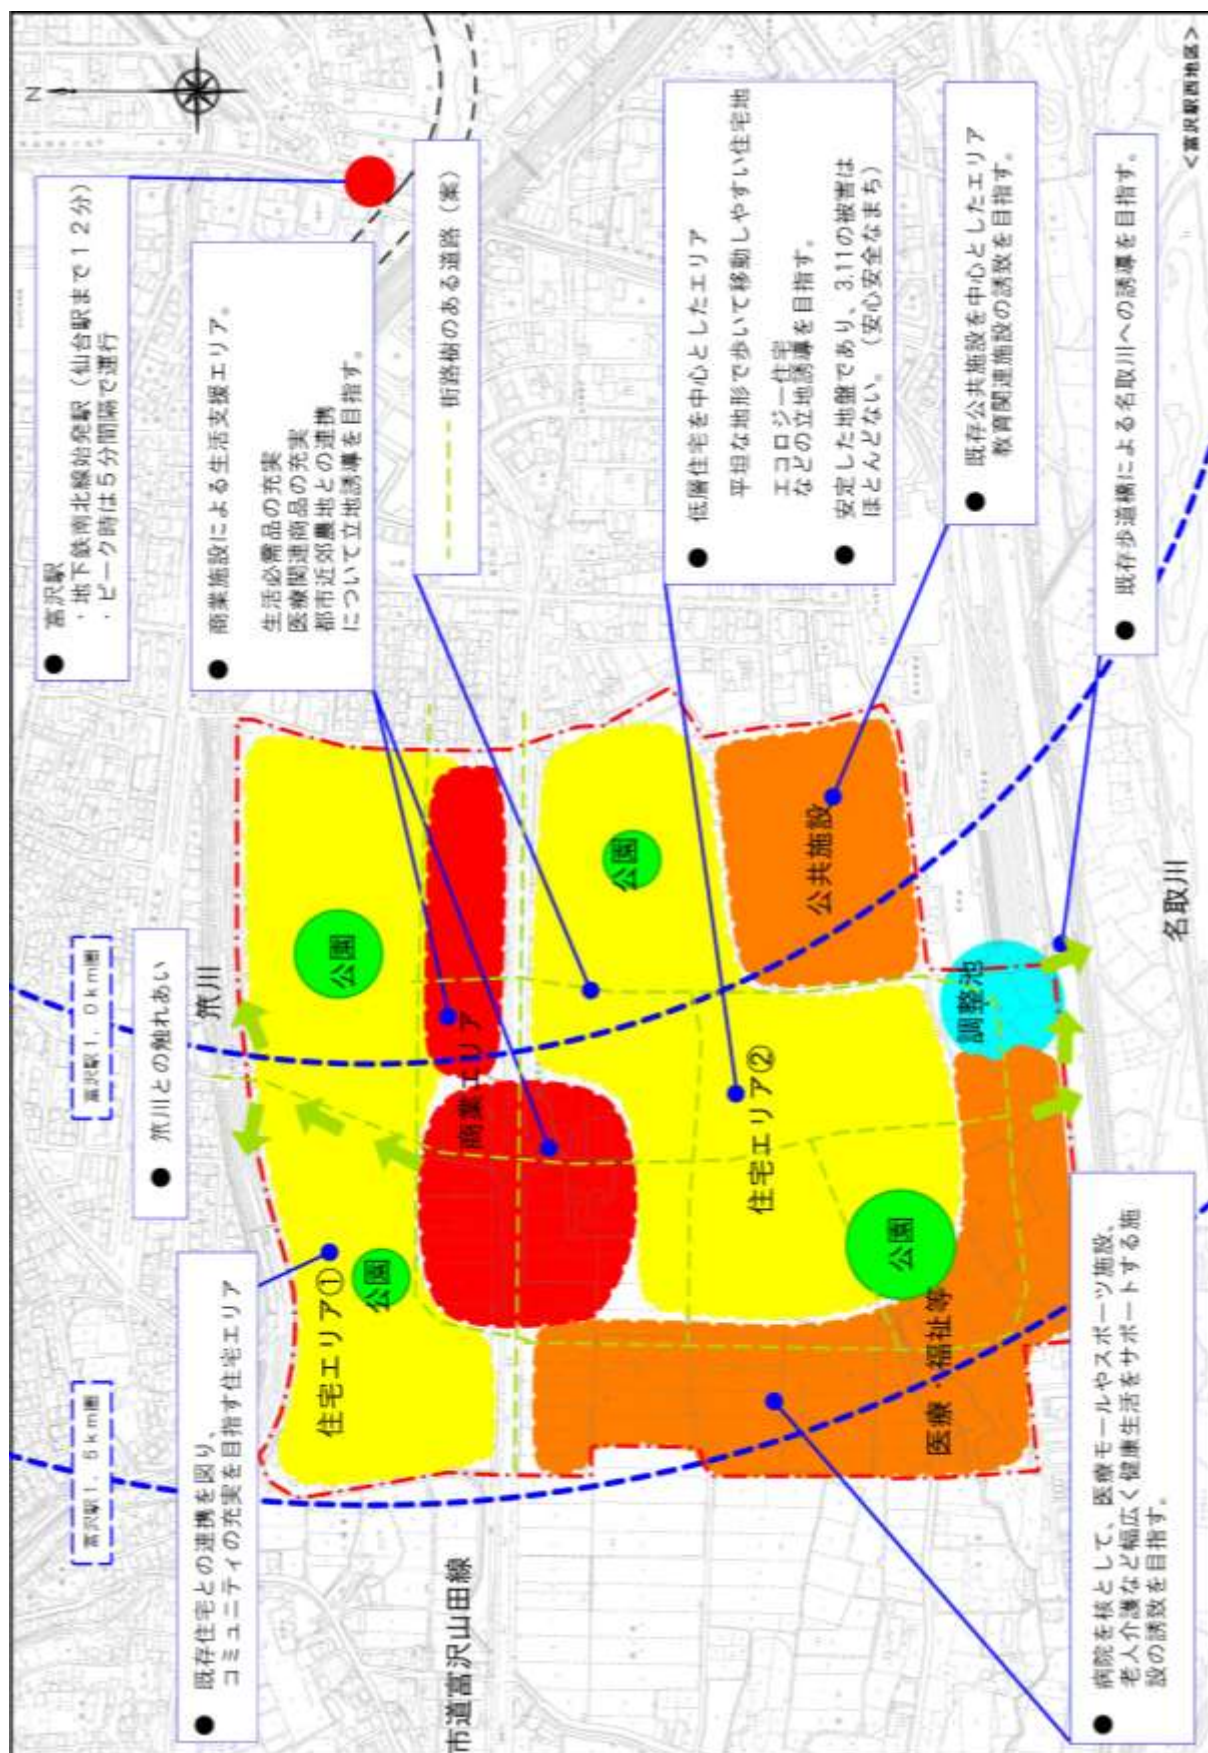 <富沢駅西地区>
N
● 富沢駅
・地下鉄南北線始発駅(仙台駅まで12分)
・ピーク時は5分間隔で運行
● 商業施設による生活支援エリア。
生活必需品の充実
医療関連商品の充実
都市近郊農地との連携
について立地誘導を目指す。
街路樹のある道路(案)
● 低層住宅を中心としたエリア
平坦な地形で歩いて移動しやすい住宅地
エコロジー住宅
などの立地誘導を目指す。
● 安定した地盤であり、3.11の被害は
ほとんどない。(安心安全なまち)
● 既存公共施設を中心としたエリア
教育関連施設の誘致を目指す。
● 既存歩道橋による名取川への誘導を目指す。
富沢駅1.0km圏
● 笊川との触れあい
笊川
公園
商業エリア
公園
公共施設
調整池
名取川
住宅エリア②
公園
住宅エリア①
公園
医療・福祉等
富沢駅1.5km圏
● 既存住宅との連携を図り、
コミュニティの充実を目指す住宅エリア
市道富沢山田線
● 病院を核として、医療モールやスポーツ施設、
老人介護など幅広く健康生活をサポートする施
設の誘致を目指す。